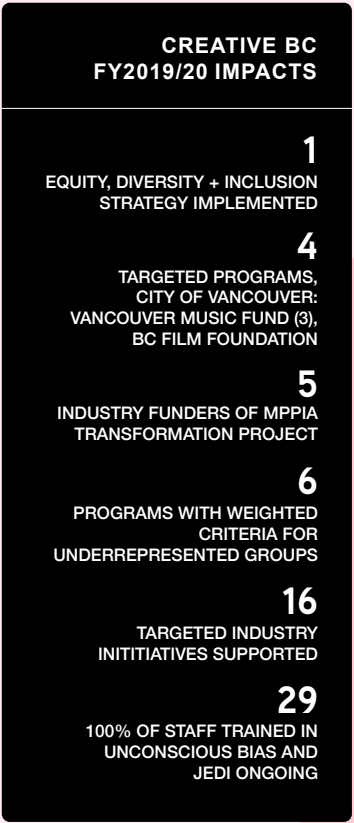 CREATIVE BC
FY2019/20 IMPACTS
1
EQUITY, DIVERSITY + INCLUSION
STRATEGY IMPLEMENTED
4
TARGETED PROGRAMS,
CITY OF VANCOUVER:
VANCOUVER MUSIC FUND (3),
BC FILM FOUNDATION
5
INDUSTRY FUNDERS OF MPPIA
TRANSFORMATION PROJECT
6
PROGRAMS WITH WEIGHTED
CRITERIA FOR
UNDERREPRESENTED GROUPS
16
TARGETED INDUSTRY
INITITIATIVES SUPPORTED
29
100% OF STAFF TRAINED IN
UNCONSCIOUS BIAS AND
JEDI ONGOING